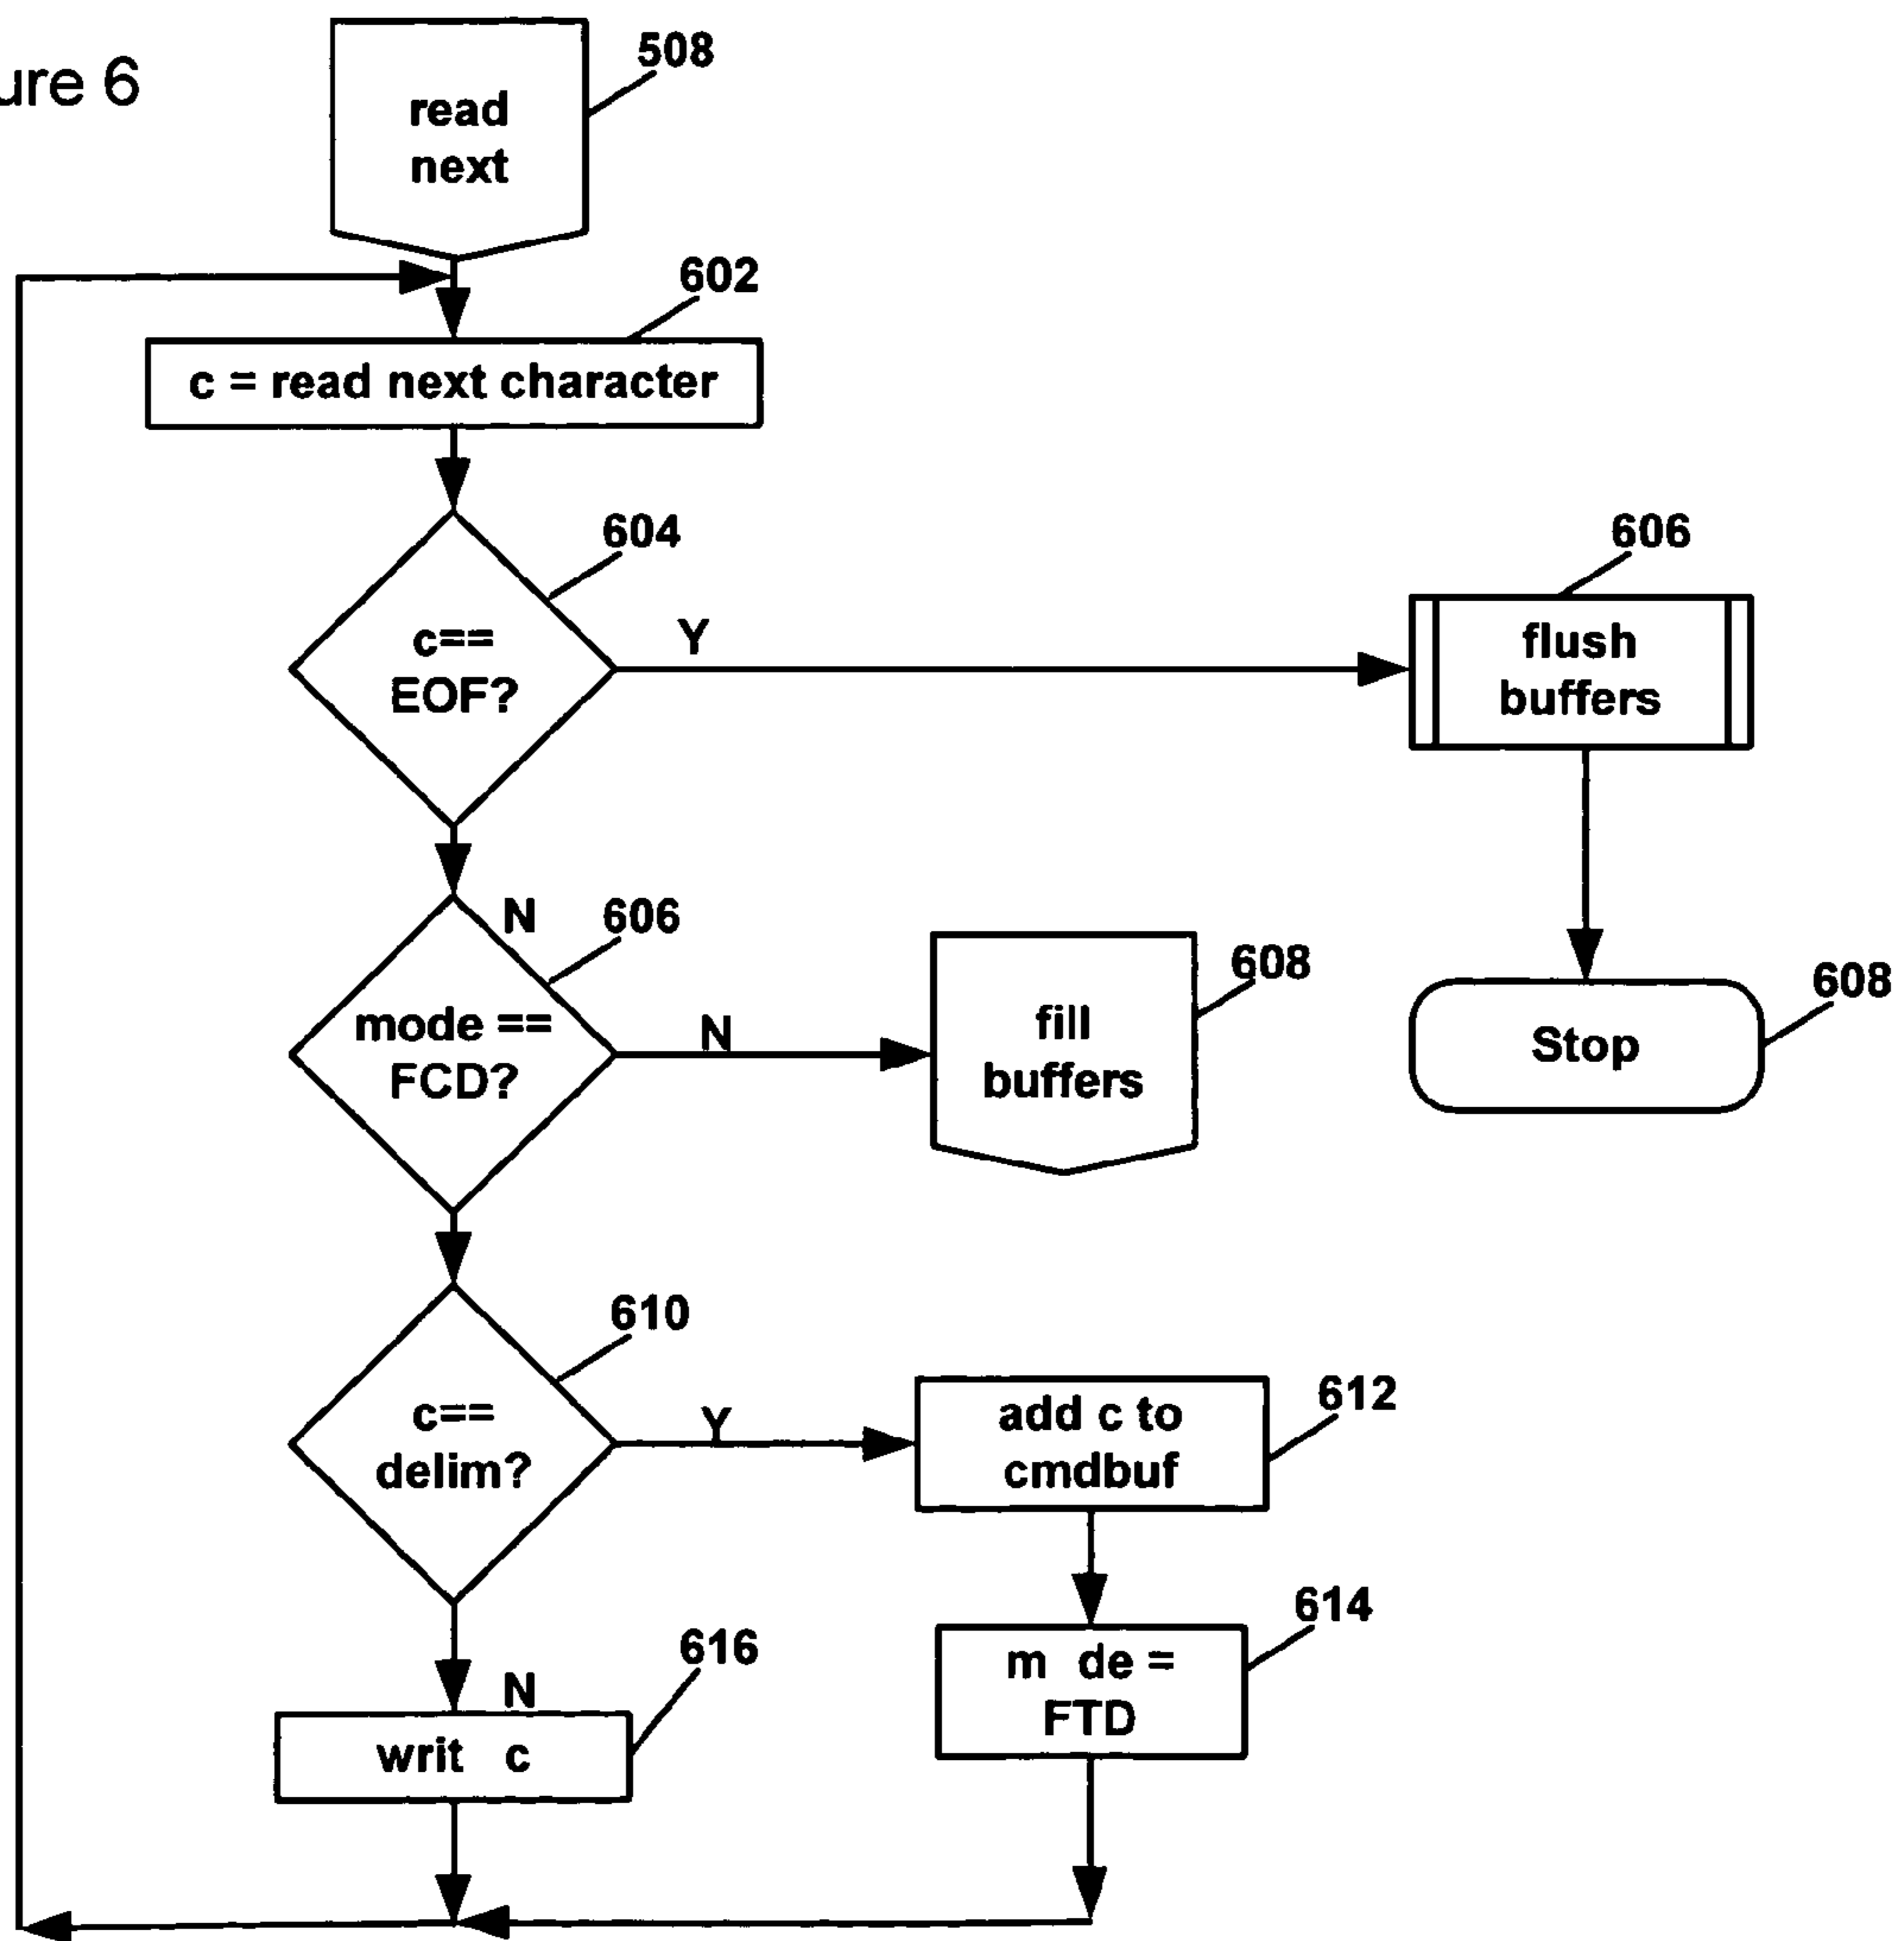 ure 6
508
read
next
602
c = read next character
604
606
c==
EOF?
Y
flush
buffers
N
606
608
608
mode ==
FCD?
N
fill
buffers
Stop
610
612
c==
delim?
Y
add c to
cmdbuf
614
616
m de =
FTD
N
writ c